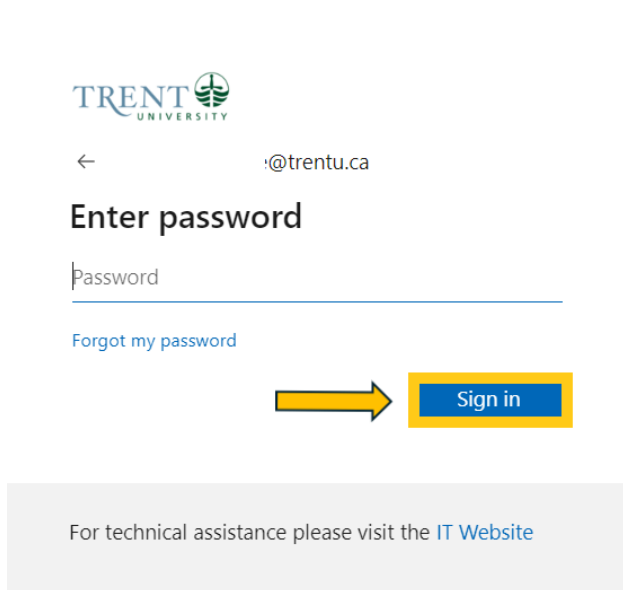 TRENT
UNIVERSITY
@trentu.ca
Enter password
Password
Forgot my password
Sign in
For technical assistance please visit the IT Website